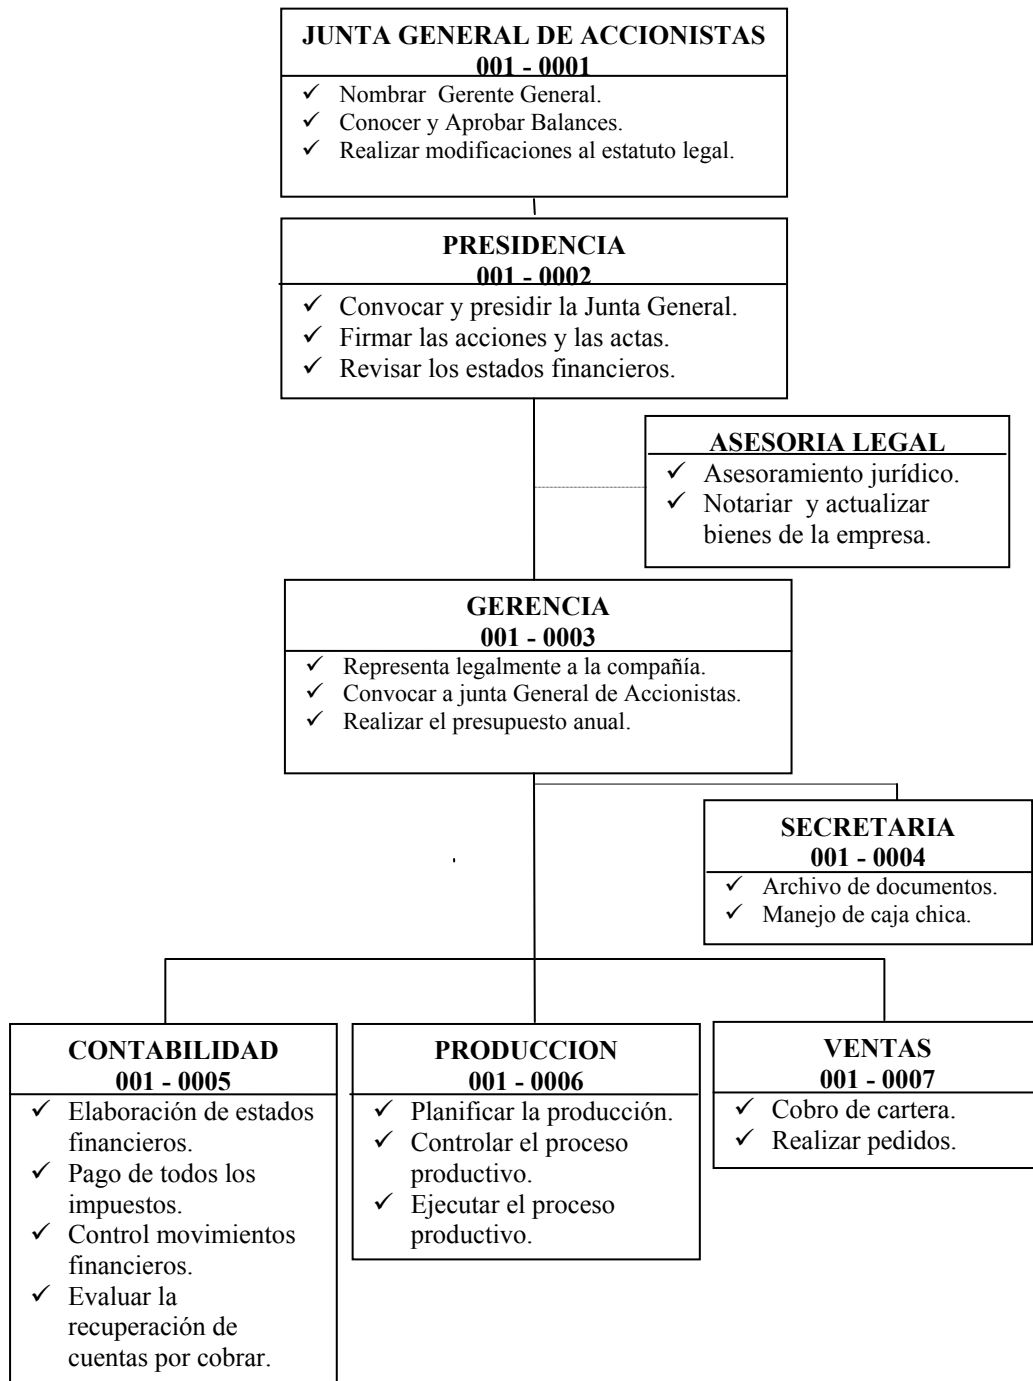 JUNTA GENERAL DE ACCIONISTAS
001 - 0001
✓ Nombrar Gerente General.
✓ Conocer y Aprobar Balances.
✓ Realizar modificaciones al estatuto legal.
PRESIDENCIA
001 - 0002
✓ Convocar y presidir la Junta General.
✓ Firmar las acciones y las actas.
✓ Revisar los estados financieros.
ASESORIA LEGAL
✓ Asesoramiento jurídico.
✓ Notariar y actualizar
bienes de la empresa.
GERENCIA
001 - 0003
✓ Representa legalmente a la compañía.
✓ Convocar a junta General de Accionistas.
✓ Realizar el presupuesto anual.
SECRETARIA
001 - 0004
✓ Archivo de documentos.
✓ Manejo de caja chica.
CONTABILIDAD
001 - 0005
✓ Elaboración de estados
financieros.
✓ Pago de todos los
impuestos.
✓ Control movimientos
financieros.
✓ Evaluar la
recuperación de
cuentas por cobrar.
PRODUCCION
001 - 0006
✓ Planificar la producción.
✓ Controlar el proceso
productivo.
✓ Ejecutar el proceso
productivo.
VENTAS
001 - 0007
✓ Cobro de cartera.
✓ Realizar pedidos.